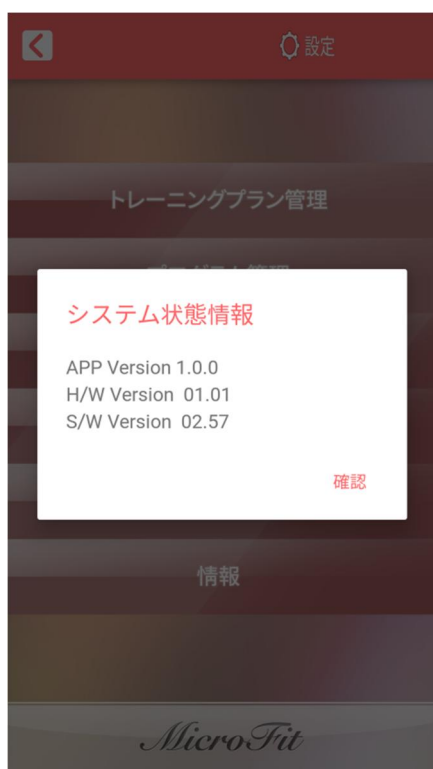 設定
トレーニングプラン管理
システム状態情報
APP Version 1.0.0
H/W Version 01.01
S/W Version 02.57
確認
情報
MicroFit